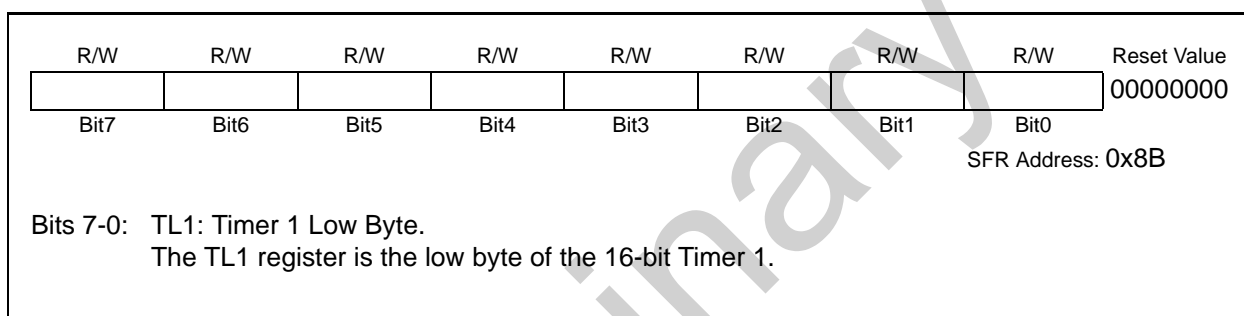 R/W R/W R/W R/W R/W R/W R/W R/W Reset Value
00000000
Bit7 Bit6 Bit5 Bit4 Bit3 Bit2 Bit1 Bit0
SFR Address: 0x8B
Bits 7-0: TL1: Timer 1 Low Byte.
The TL1 register is the low byte of the 16-bit Timer 1.
inary